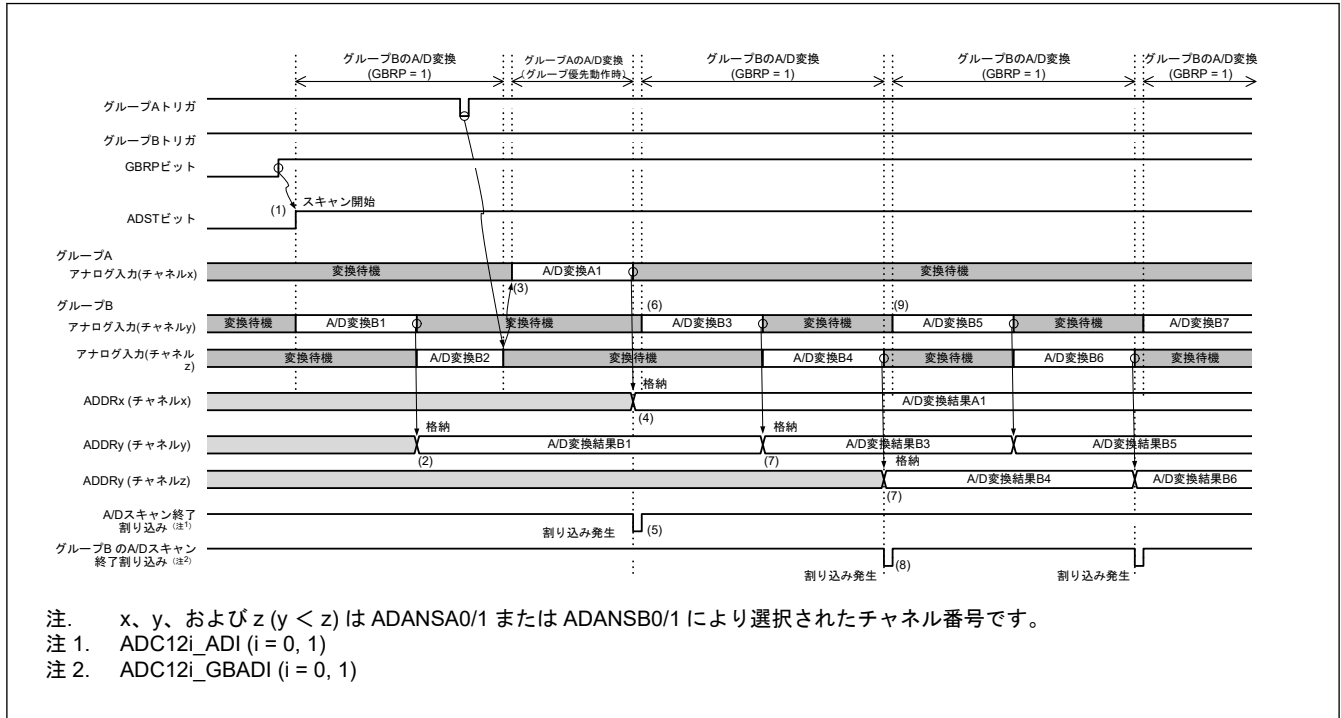 グループBのA/D変換
(GBRP = 1)
グループAのA/D変換
(グループ優先動作時)
グループBのA/D変換
(GBRP = 1)
グループBのA/D変換
(GBRP = 1)
グループBのA/D変換
(GBRP = 1)
グループAトリガ
グループBトリガ
GBRPビット
(1) スキャン開始
ADSTビット
グループA
アナログ入力(チャネルx) 変換待機 A/D変換A1 変換待機
(3)
グループB (6) (9)
アナログ入力(チャネルy) 変換待機 A/D変換B1 変換待機 A/D変換B3 変換待機 A/D変換B5 変換待機 A/D変換B7
アナログ入力(チャネル
z) 変換待機 A/D変換B2 変換待機 A/D変換B4 変換待機 A/D変換B6 変換待機
格納
ADDRx (チャネルx) A/D変換結果A1
(4)
格納 格納
ADDRy (チャネルy) A/D変換結果B1 A/D変換結果B3 A/D変換結果B5
(2) (7) 格納
ADDRy (チャネルz) A/D変換結果B4 A/D変換結果B6
(7)
A/Dスキャン終了
割り込み (注1) 割り込み発生 (5)
グループB のA/Dスキャン
終了割り込み (注2) (8)
割り込み発生 割り込み発生
注. x、y、および z (y < z) は ADANSA0/1 または ADANSB0/1 により選択されたチャネル番号です。
注 1. ADC12i_ADI (i = 0, 1)
注 2. ADC12i_GBADI (i = 0, 1)